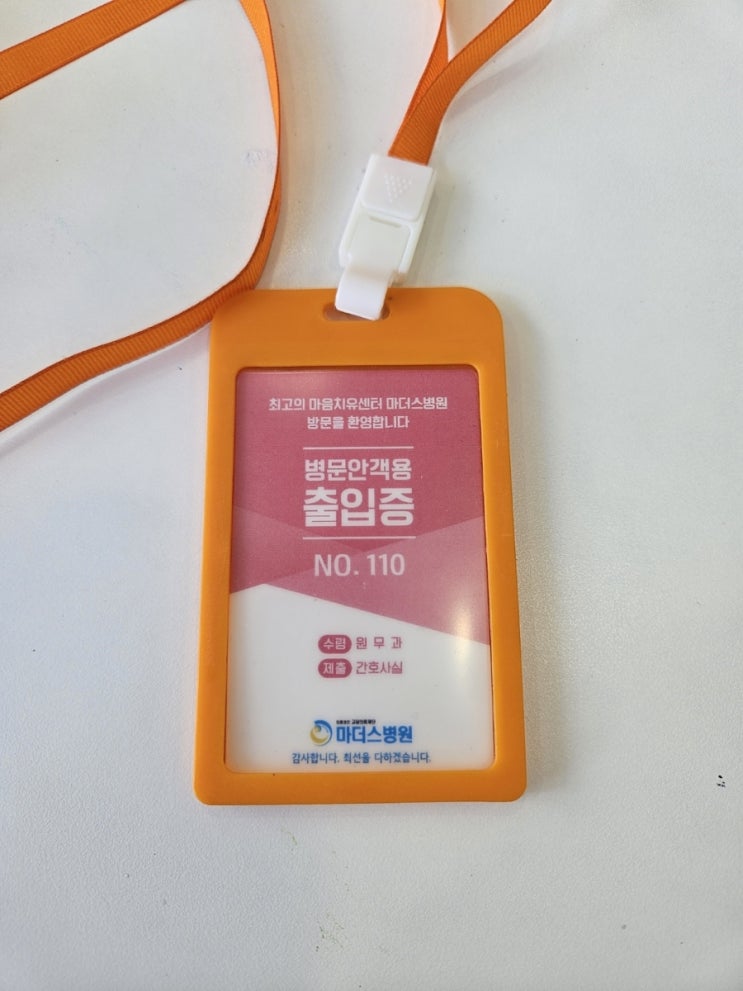 최고의 마음치유센터 마더스병원
방문을 환영합니다
병문안객용
출입증
NO. 110
수령 원 무 과
제출 간호사실
마더스병원
감사합니다. 최선을 다하겠습니다.